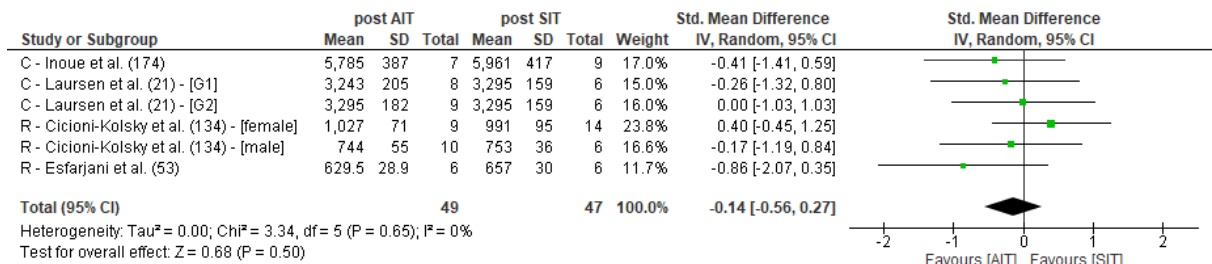 post AIT post SIT Std. Mean Difference Std. Mean Difference
Study or Subgroup Mean SD Total Mean SD Total Weight IV, Random, 95% CI IV, Random, 95% CI
C - Inoue et al. (174) 5,785 387 7 5,961 417 9 17.0% -0.41 [-1.41, 0.59]
C - Laursen et al. (21) - [G1] 3,243 205 8 3,295 159 6 15.0% -0.26 [-1.32, 0.80]
C - Laursen et al. (21) - [G2] 3,295 182 9 3,295 159 6 16.0% 0.00 [-1.03, 1.03]
R - Cicioni-Kolsky et al. (134) - [female] 1,027 71 9 991 95 14 23.8% 0.40 [-0.45, 1.25]
R - Cicioni-Kolsky et al. (134) - [male] 744 55 10 753 36 6 16.6% -0.17 [-1.19, 0.84]
R - Esfarjani et al. (53) 629.5 28.9 6 657 30 6 11.7% -0.86 [-2.07, 0.35]
Total (95% CI) 49 47 100.0% -0.14 [-0.56, 0.27]
Heterogeneity: Tau² = 0.00; Chi² = 3.34, df = 5 (P = 0.65); I² = 0%
Test for overall effect: Z = 0.68 (P = 0.50)
-2 -1 0 1 2
Favours [AIT] Favours [SIT]